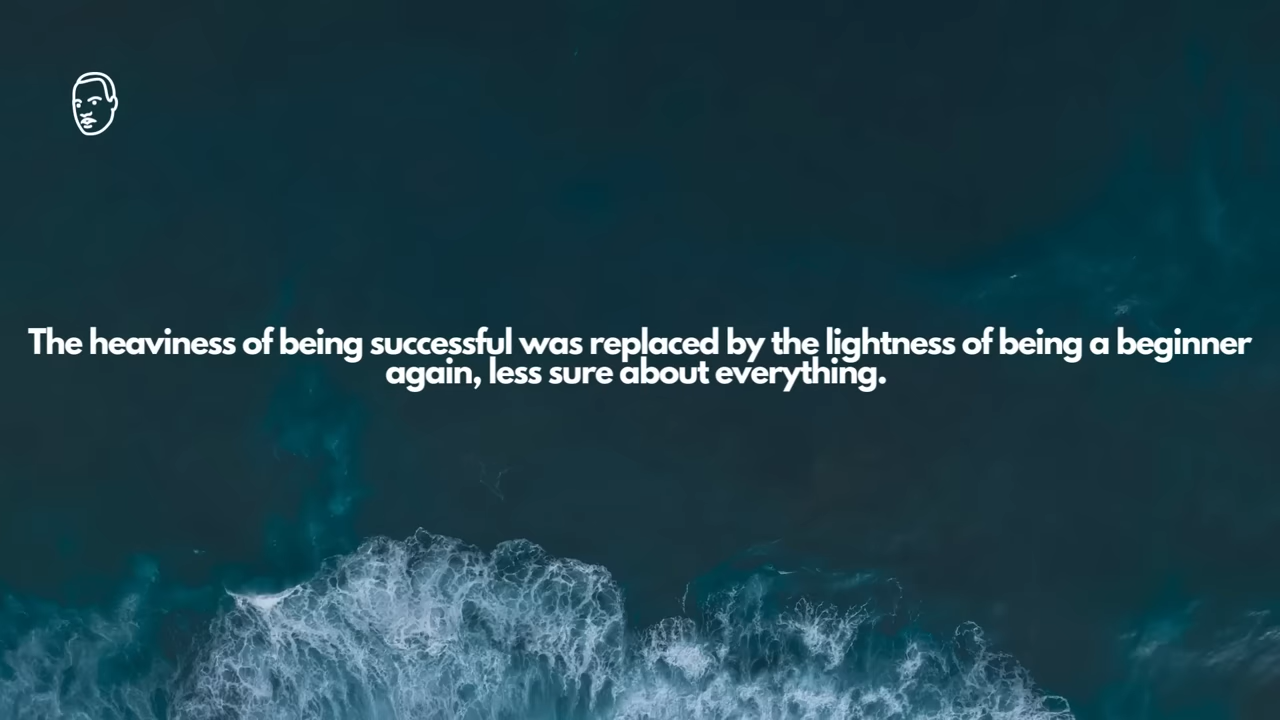 The heaviness of being successful was replaced by the lightness of being a beginner
again, less sure about everything.